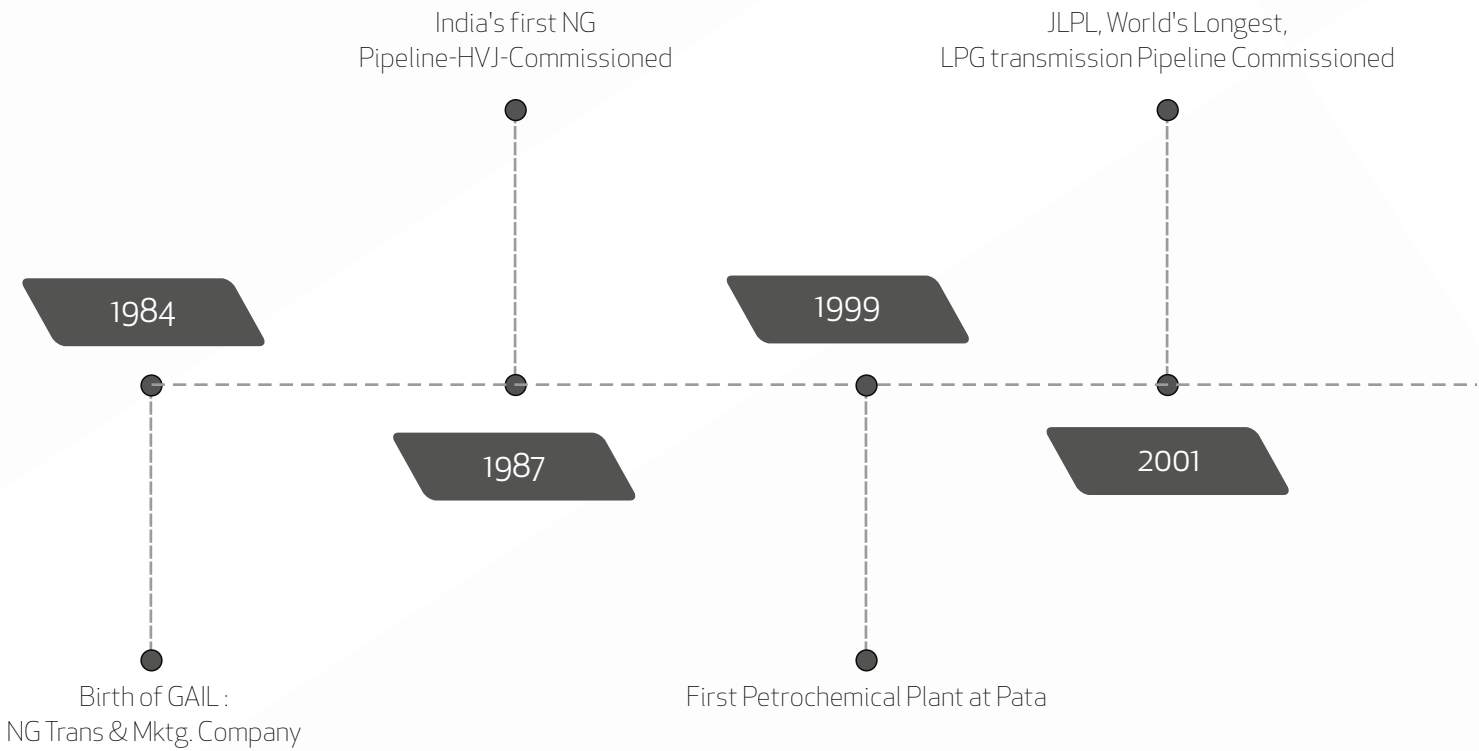 India's first NG
Pipeline-HVJ-Commissioned
JLPL, World's Longest,
LPG transmission Pipeline Commissioned
1984
1999
1987
2001
Birth of GAIL :
NG Trans & Mktg. Company
First Petrochemical Plant at Pata